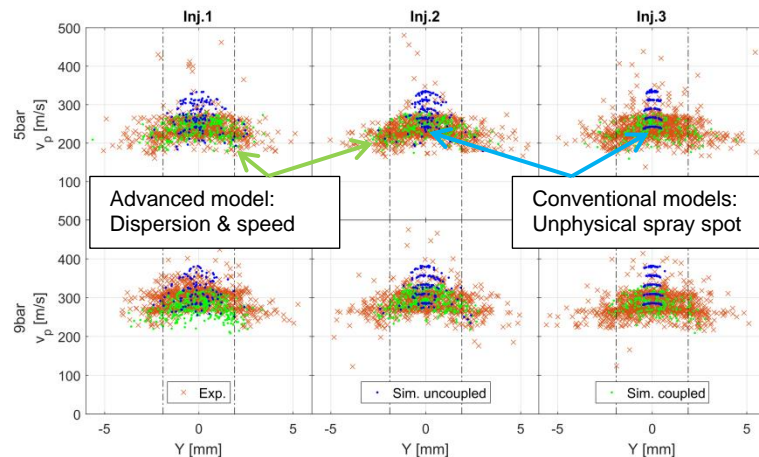 Inj.1 Inj.2 Inj.3
500
400
300
200
100
5bar
v_p [m/s]
Advanced model:
Dispersion & speed
Conventional models:
Unphysical spray spot
500
400
300
200
100
0
9bar
v_p [m/s]
Exp. Sim. uncoupled Sim. coupled
-5 0 5 -5 0 5 -5 0 5
Y [mm] Y [mm] Y [mm]